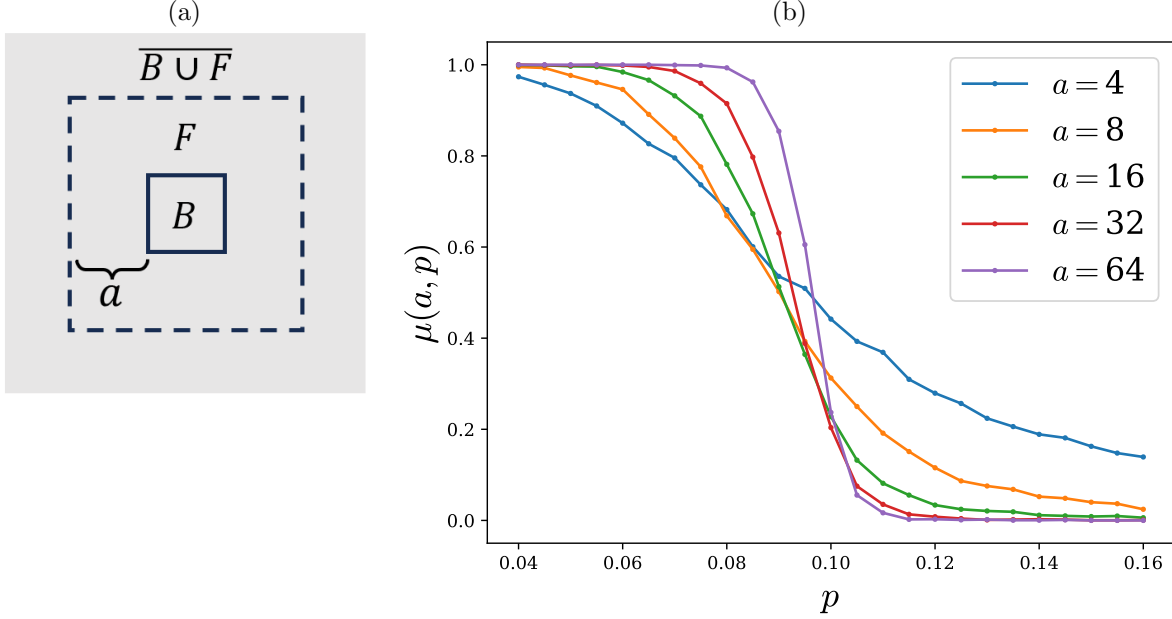 (a)
B ∪ F
F
B
a
(b)
μ(a, p)
1.0
0.8
0.6
0.4
0.2
0.0
0.04 0.06 0.08 0.10 0.12 0.14 0.16
p
a = 4
a = 8
a = 16
a = 32
a = 64